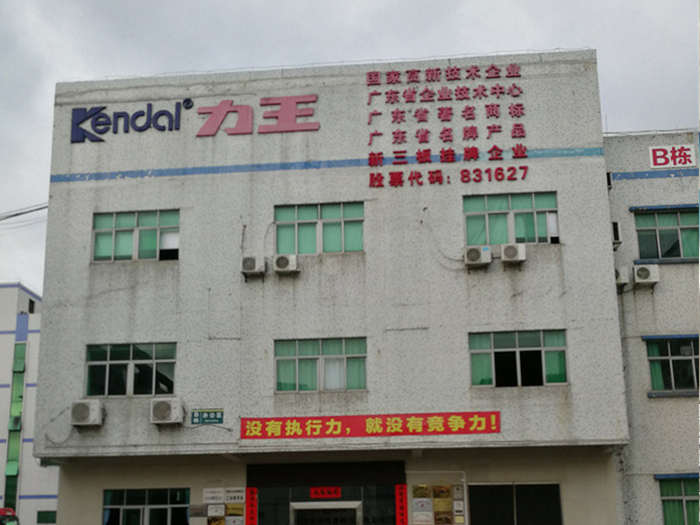 Kendal® 力王
国家高新技术企业
广东省企业技术中心
广东省著名商标
广东省名牌产品
新三板挂牌企业
股票代码：831627
B栋
办公区
没有执行力，就没有竞争力！